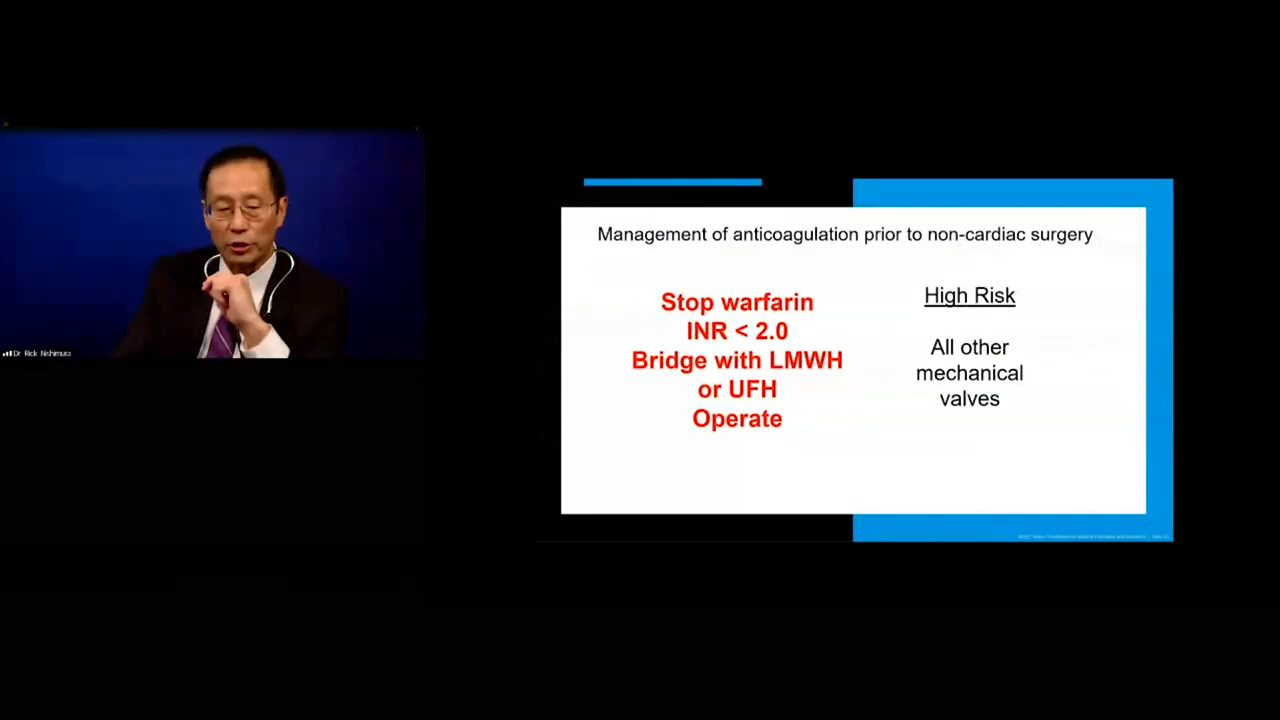 Dr Rick Nishimura
Management of anticoagulation prior to non-cardiac surgery
Stop warfarin
INR < 2.0
Bridge with LMWH
or UFH
Operate
High Risk
All other
mechanical
valves